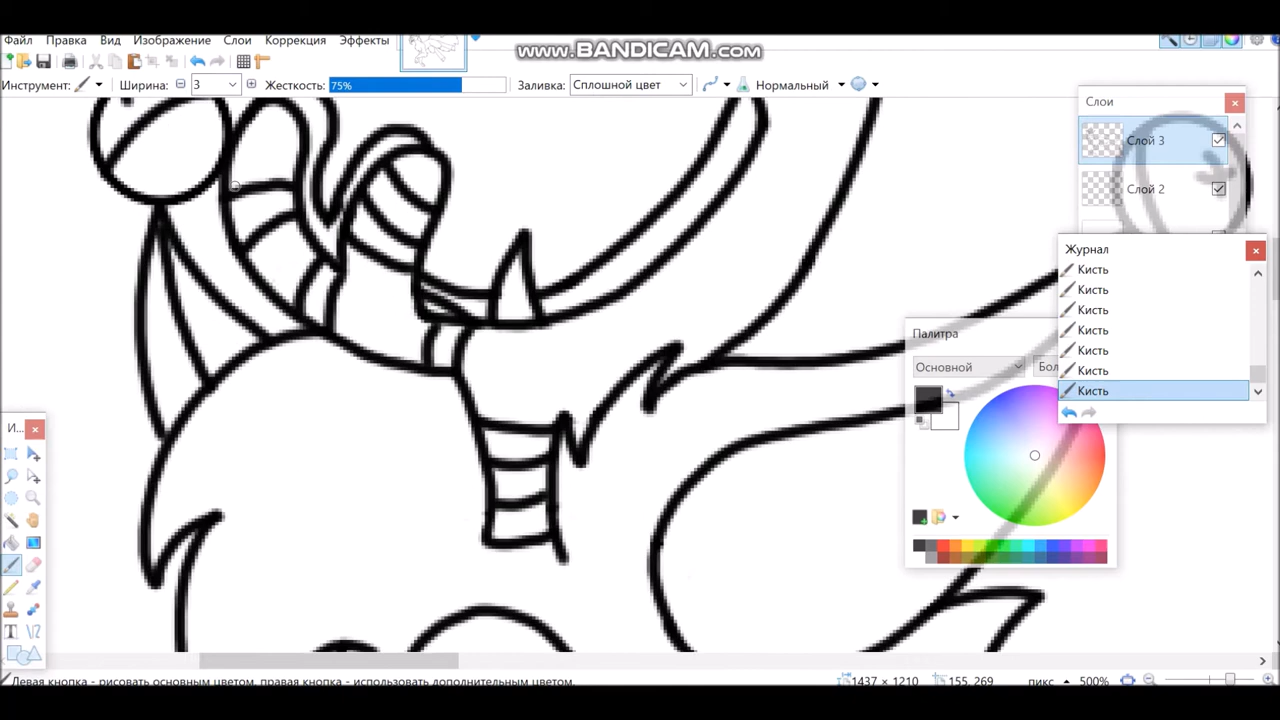 www.BANDICAM.com
Файл Правка Вид Изображение Слои Коррекция Эффекты
Инструмент: Ширина: 3 Жесткость: 75% Заливка: Сплошной цвет Нормальный
Слои
Слой 3
Слой 2
Журнал
Кисть
Кисть
Кисть
Кисть
Кисть
Кисть
Кисть
Палитра
Основной
И...
Левая кнопка - рисовать основным цветом, правая кнопка - использовать дополнительным цветом. 1437 × 1210 155, 269 пикс 500%